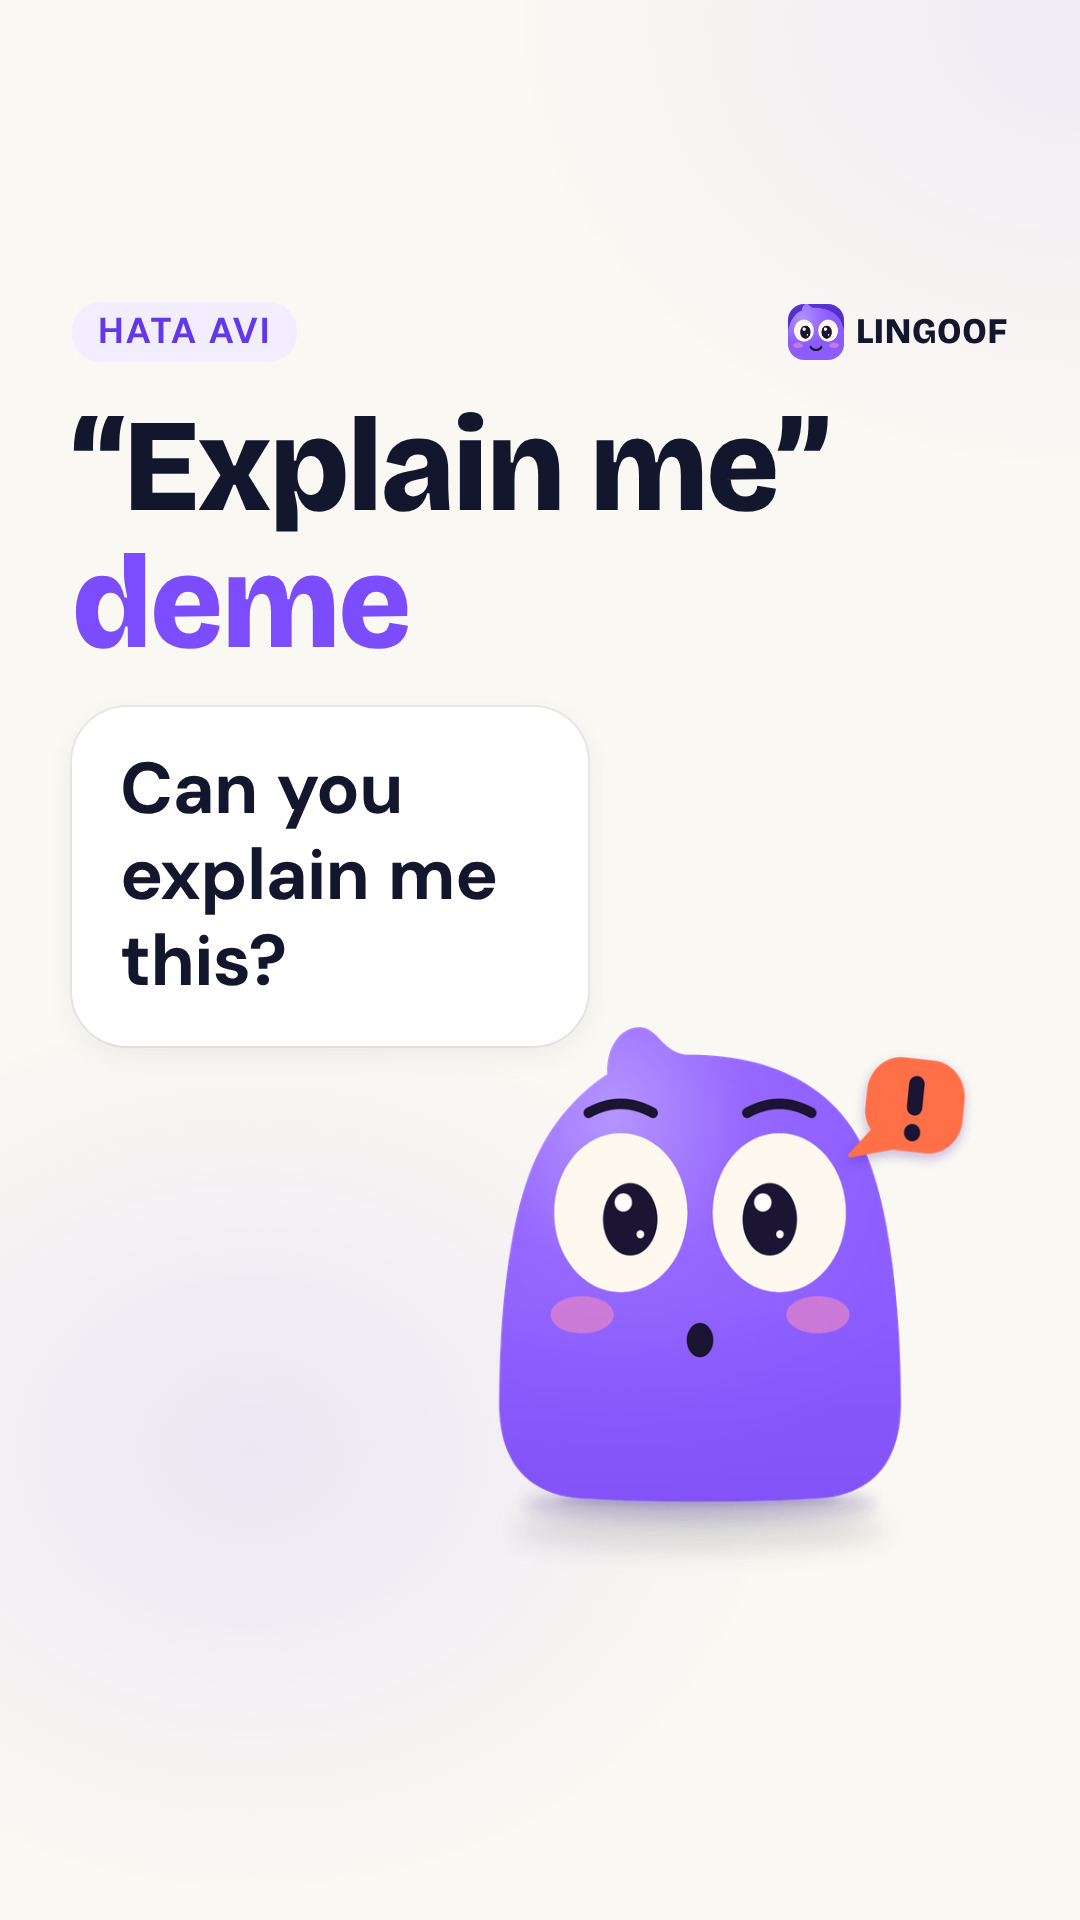 HATA AVI
LINGOOF
“Explain me”
deme
Can you
explain me
this?
!